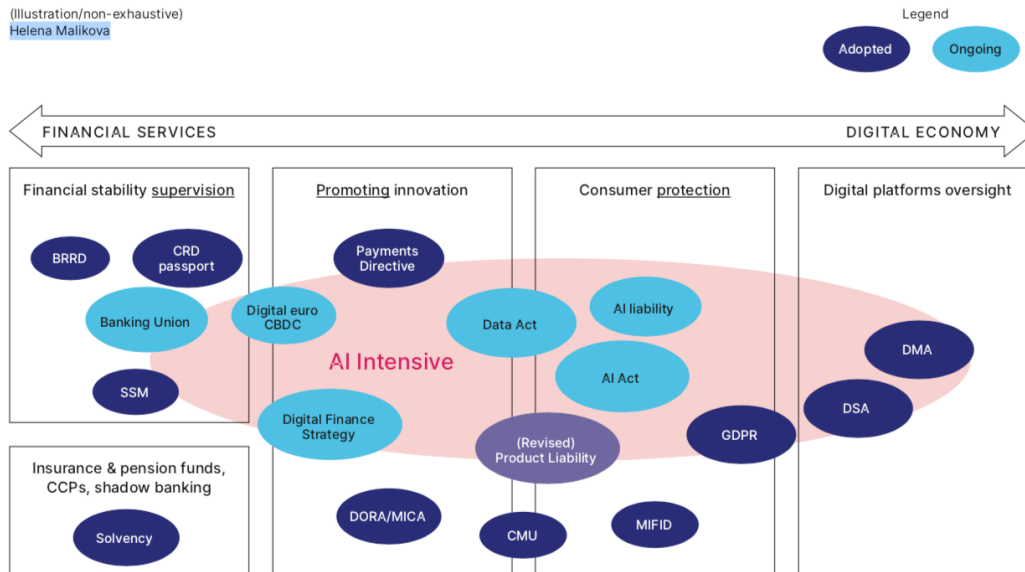 (Illustration/non-exhaustive)
Helena Malikova
Legend
Adopted
Ongoing
FINANCIAL SERVICES
DIGITAL ECONOMY
Financial stability supervision
Promoting innovation
Consumer protection
Digital platforms oversight
BRRD
CRD
passport
Payments
Directive
Banking Union
Digital euro
CBDC
Data Act
AI liability
AI Intensive
DMA
AI Act
SSM
DSA
Digital Finance
Strategy
(Revised)
Product Liability
GDPR
Insurance & pension funds,
CCPs, shadow banking
Solvency
DORA/MICA
CMU
MIFID